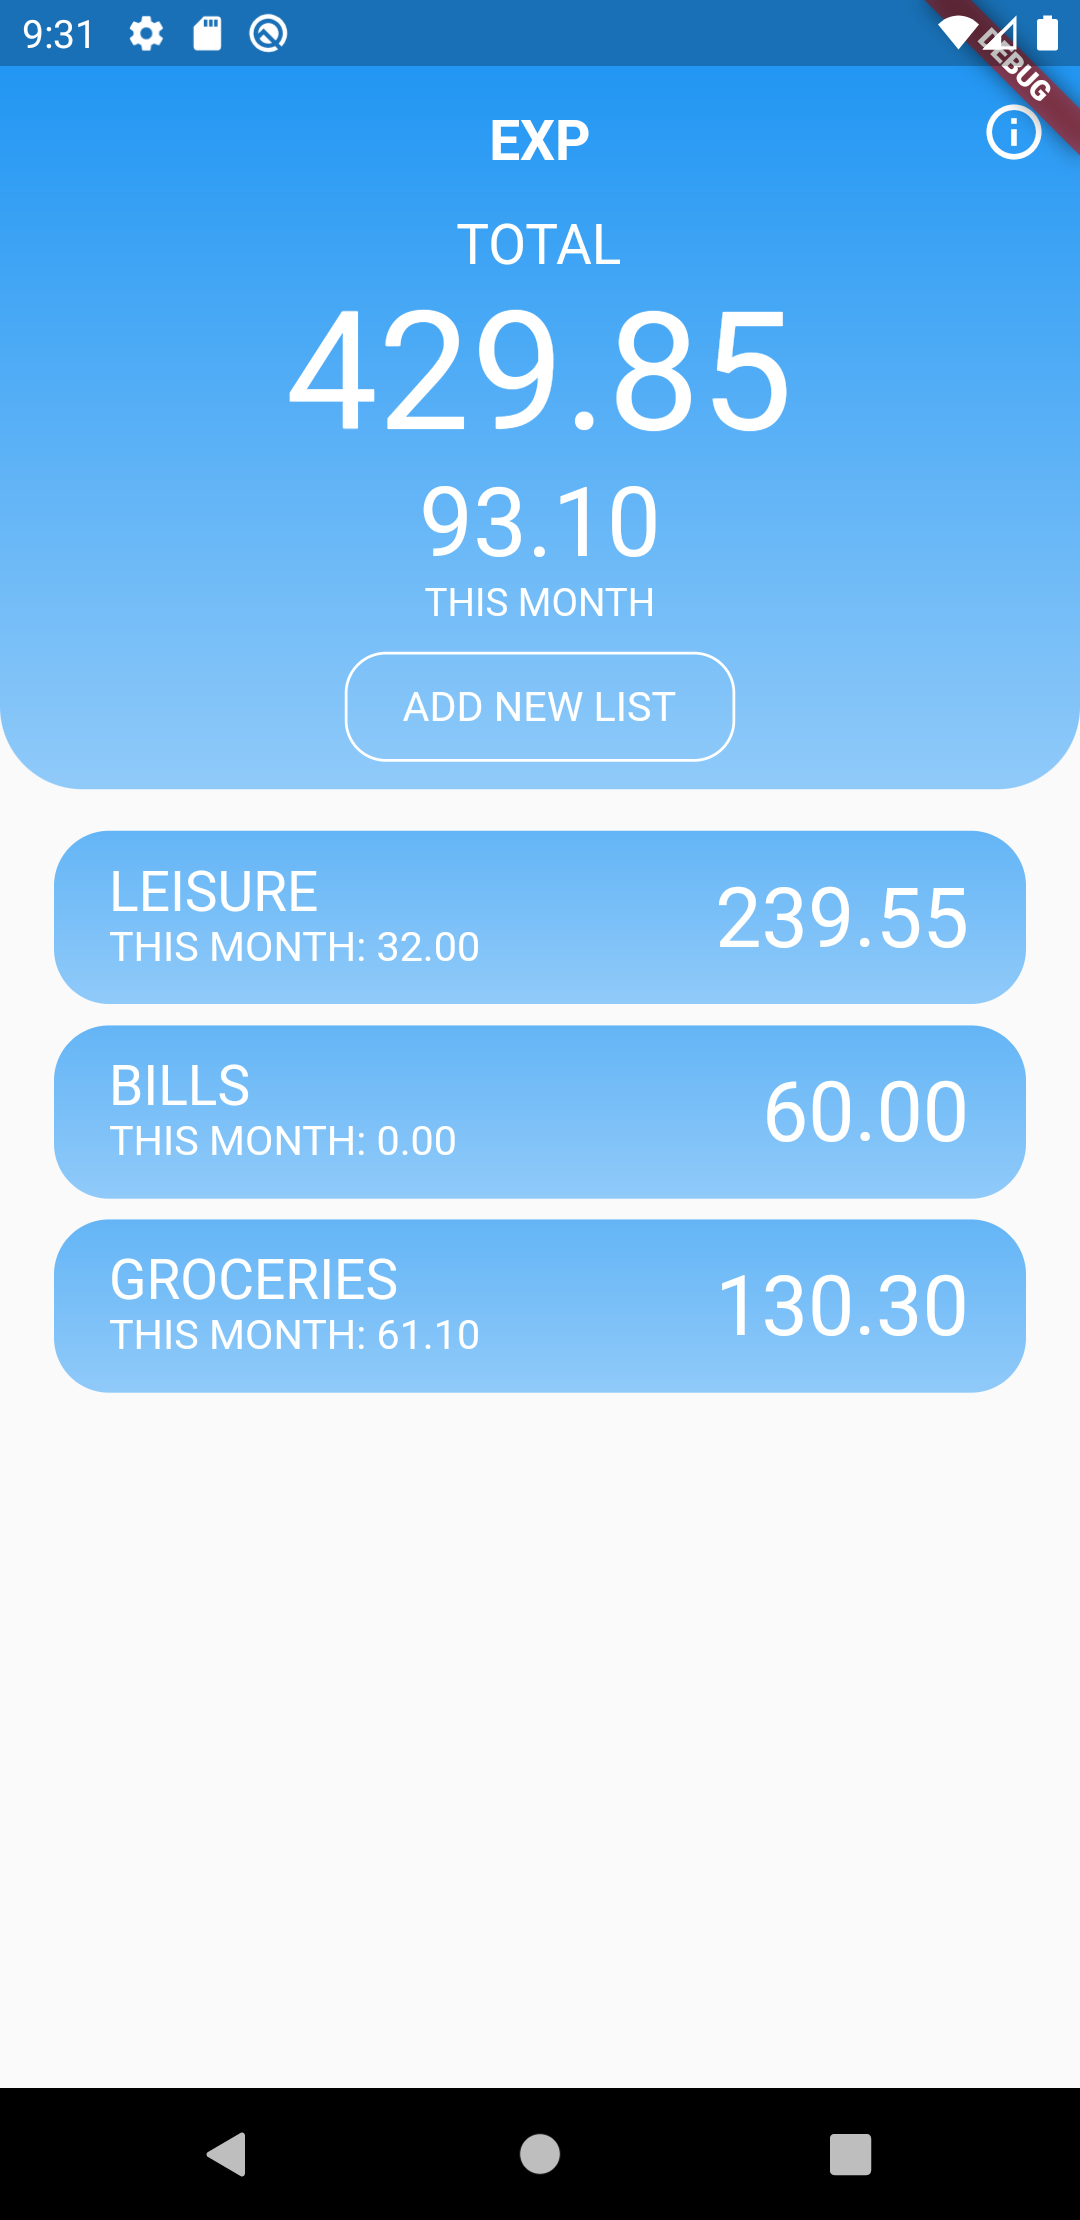 9:31
DEBUG
EXP
TOTAL
429.85
93.10
THIS MONTH
ADD NEW LIST
LEISURE
THIS MONTH: 32.00
239.55
BILLS
THIS MONTH: 0.00
60.00
GROCERIES
THIS MONTH: 61.10
130.30